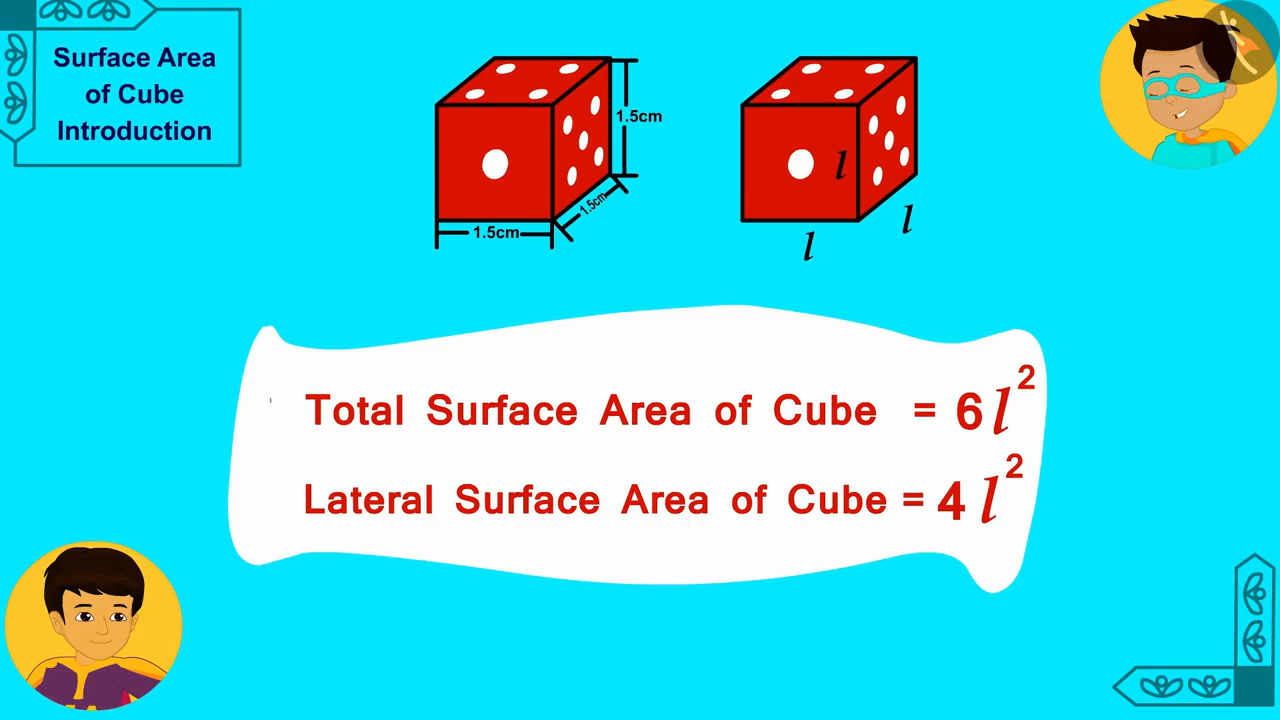 Surface Area
of Cube
Introduction
1.5cm
1.5cm
1.5cm
l
l
l
Total Surface Area of Cube = 6l²
Lateral Surface Area of Cube = 4l²